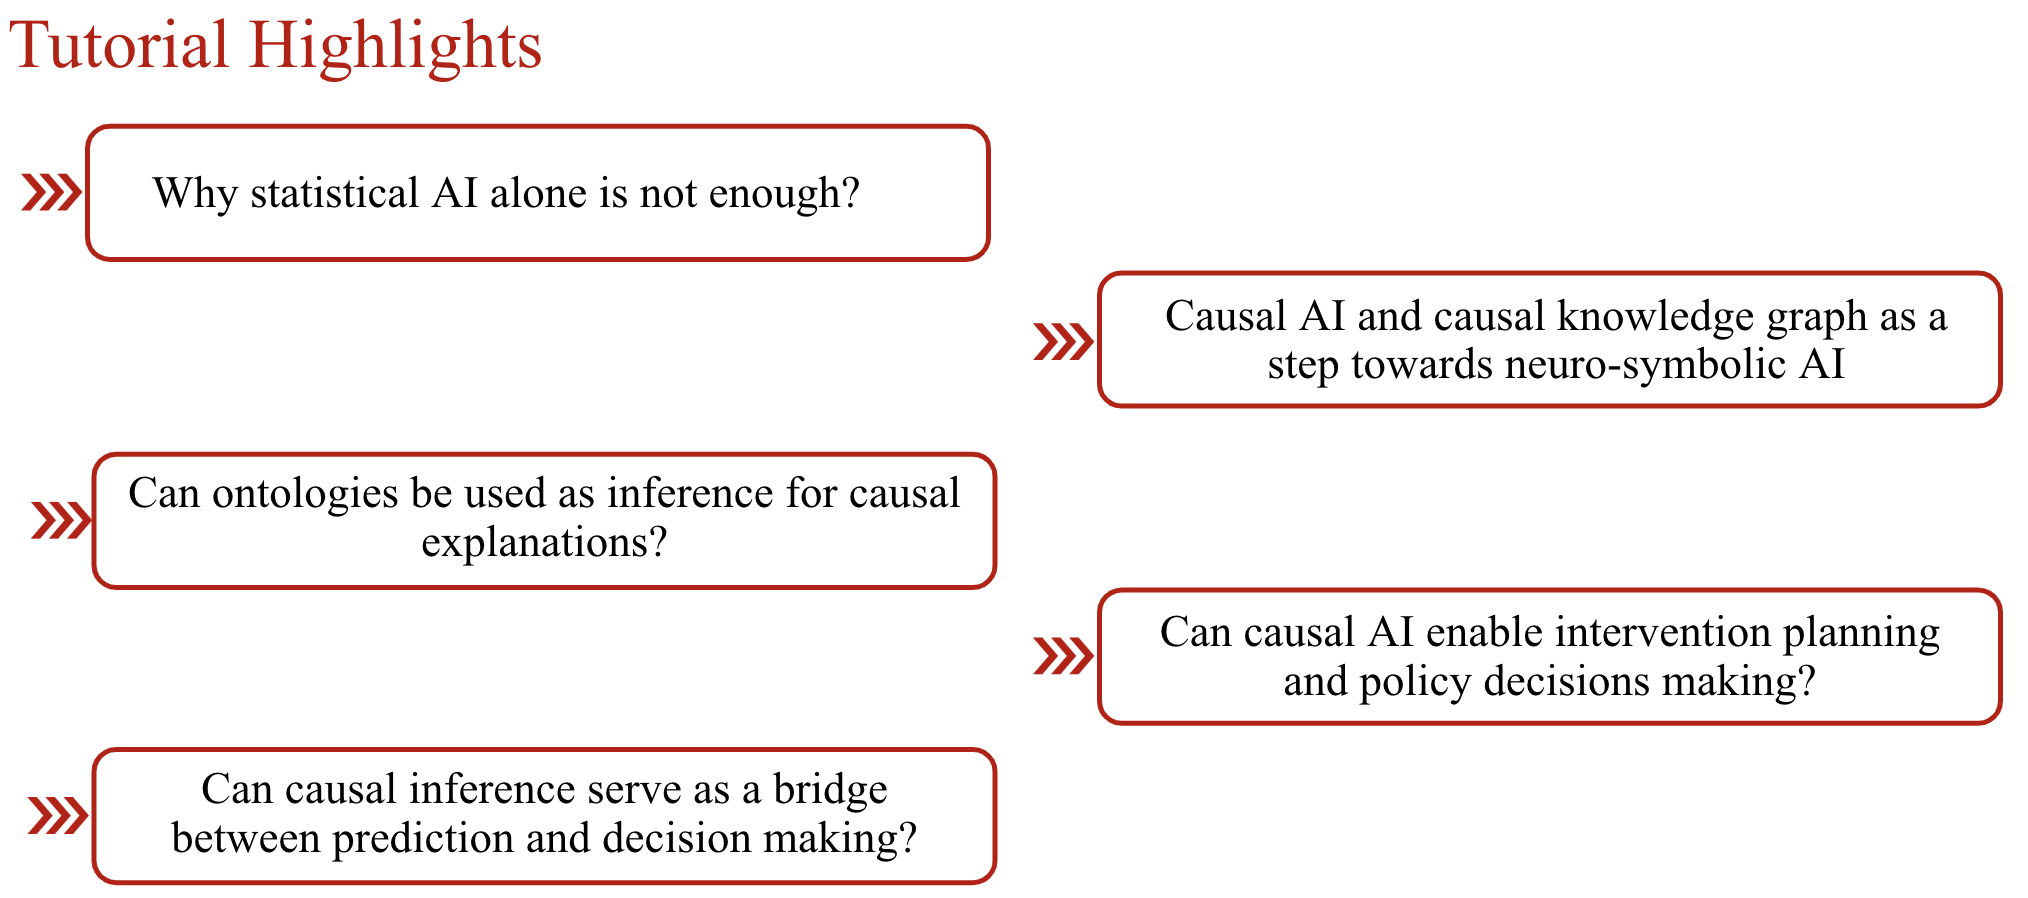 Tutorial Highlights
Why statistical AI alone is not enough?
Causal AI and causal knowledge graph as a
step towards neuro-symbolic AI
Can ontologies be used as inference for causal
explanations?
Can causal AI enable intervention planning
and policy decisions making?
Can causal inference serve as a bridge
between prediction and decision making?